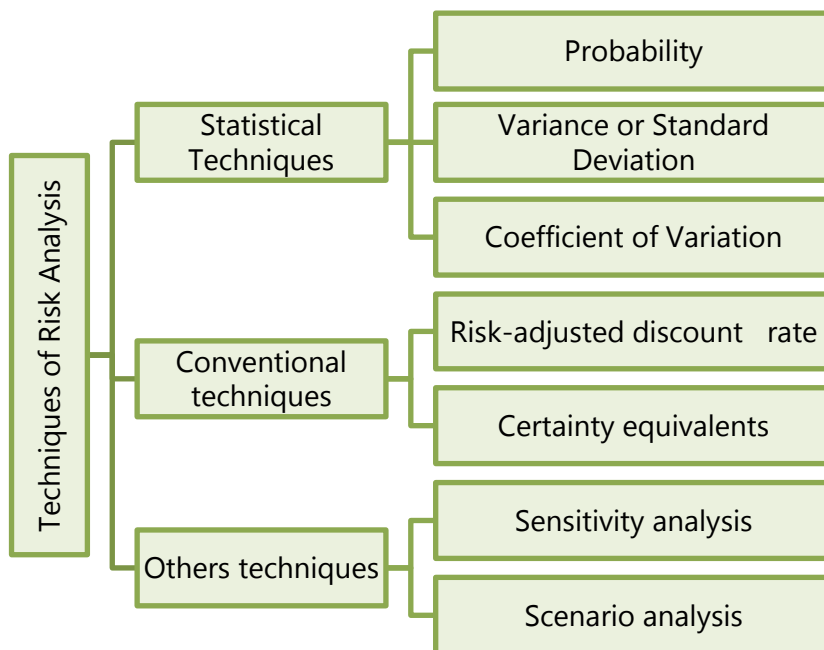 Techniques of Risk Analysis
Statistical
Techniques
Probability
Variance or Standard
Deviation
Coefficient of Variation
Conventional
techniques
Risk-adjusted discount rate
Certainty equivalents
Others techniques
Sensitivity analysis
Scenario analysis